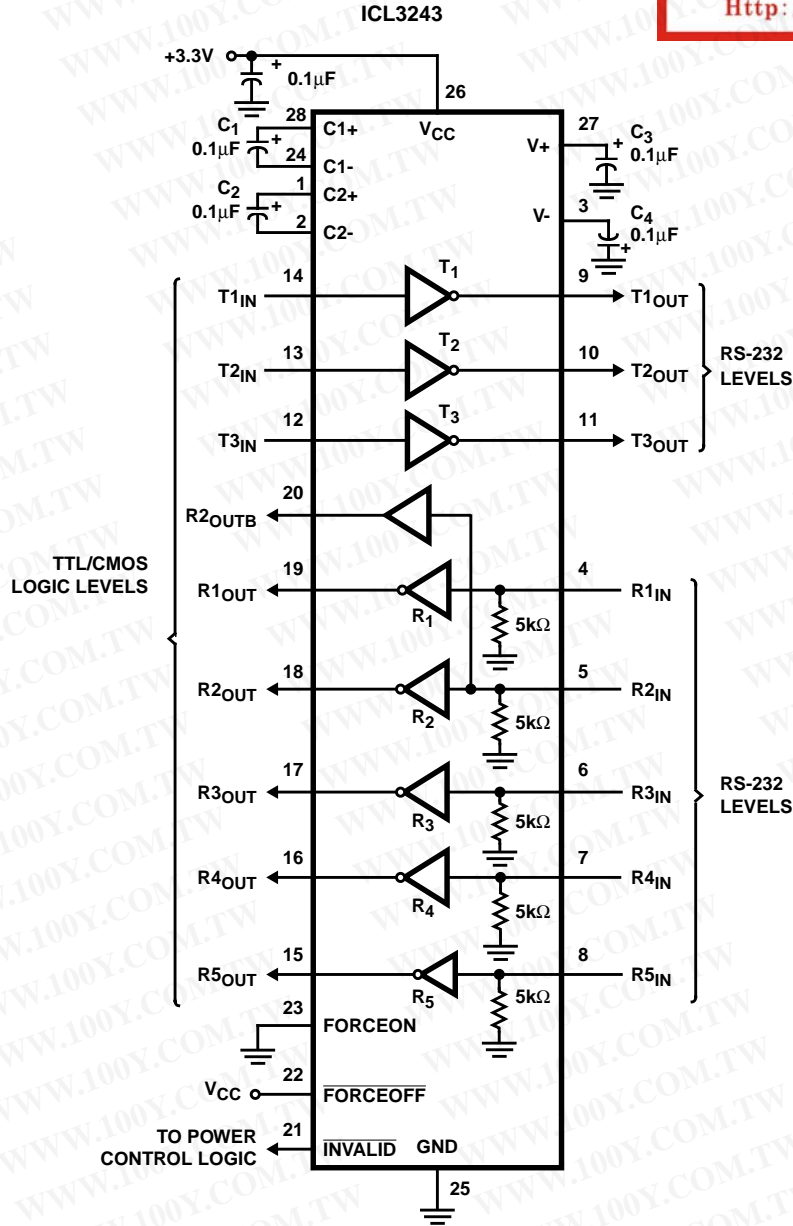 ICL3243
Http:
+3.3V
+
0.1μF
26
28
C1+
VCC
27
C1
0.1μF
+
V+
+
C3
0.1μF
24
C1-
1
C2+
C2
0.1μF
+
3
V-
C4
0.1μF
+
2
C2-
T1IN
14
T1
9
T1OUT
T2IN
13
T2
10
T2OUT
RS-232
LEVELS
T3IN
12
T3
11
T3OUT
R2OUTB
20
TTL/CMOS
LOGIC LEVELS
R1OUT
19
R1
5kΩ
4
R1IN
R2OUT
18
R2
5kΩ
5
R2IN
R3OUT
17
R3
5kΩ
6
R3IN
RS-232
LEVELS
R4OUT
16
R4
5kΩ
7
R4IN
R5OUT
15
R5
5kΩ
8
R5IN
23
FORCEON
VCC
22
FORCEOFF
TO POWER
CONTROL LOGIC
21
INVALID
GND
25
WWW.100Y.COM.TW